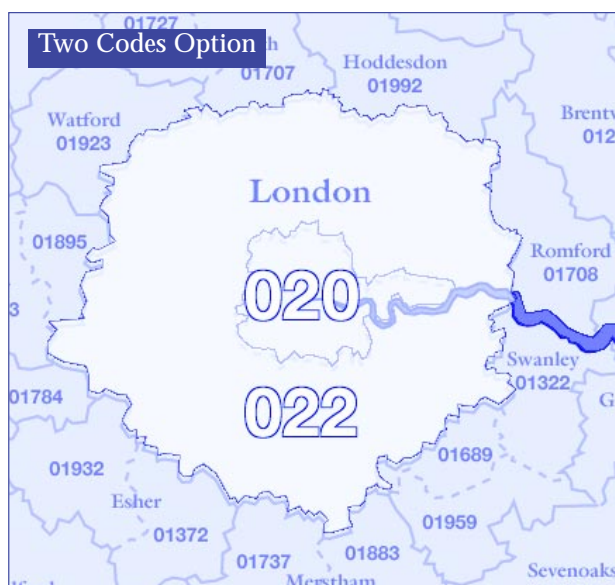 Two Codes Option
01727
01707
Hoddesdon
01992
Watford
01923
London
01895
Romford
01708
020
Swanley
01322
01784
022
01689
01932
Esher
01372
01959
01737
01883
Merstham
Sevenoaks